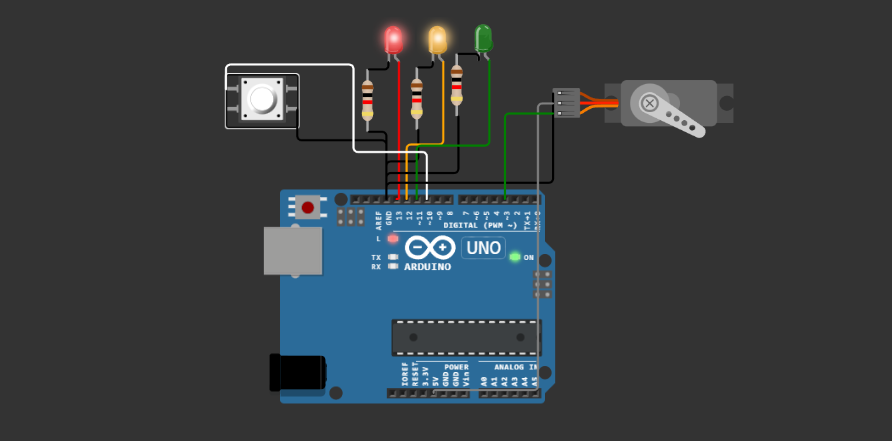 AREF
GND
13
12
~11
~10
~9
8
7
~6
~5
4
~3
2
TX→1
DIGITAL (PWM ~)
L
UNO
TX
RX
ARDUINO
ON
IOREF
RESET
3.3V
5V
GND
GND
Vin
POWER
ANALOG IN
A0
A1
A2
A3
A4
A5